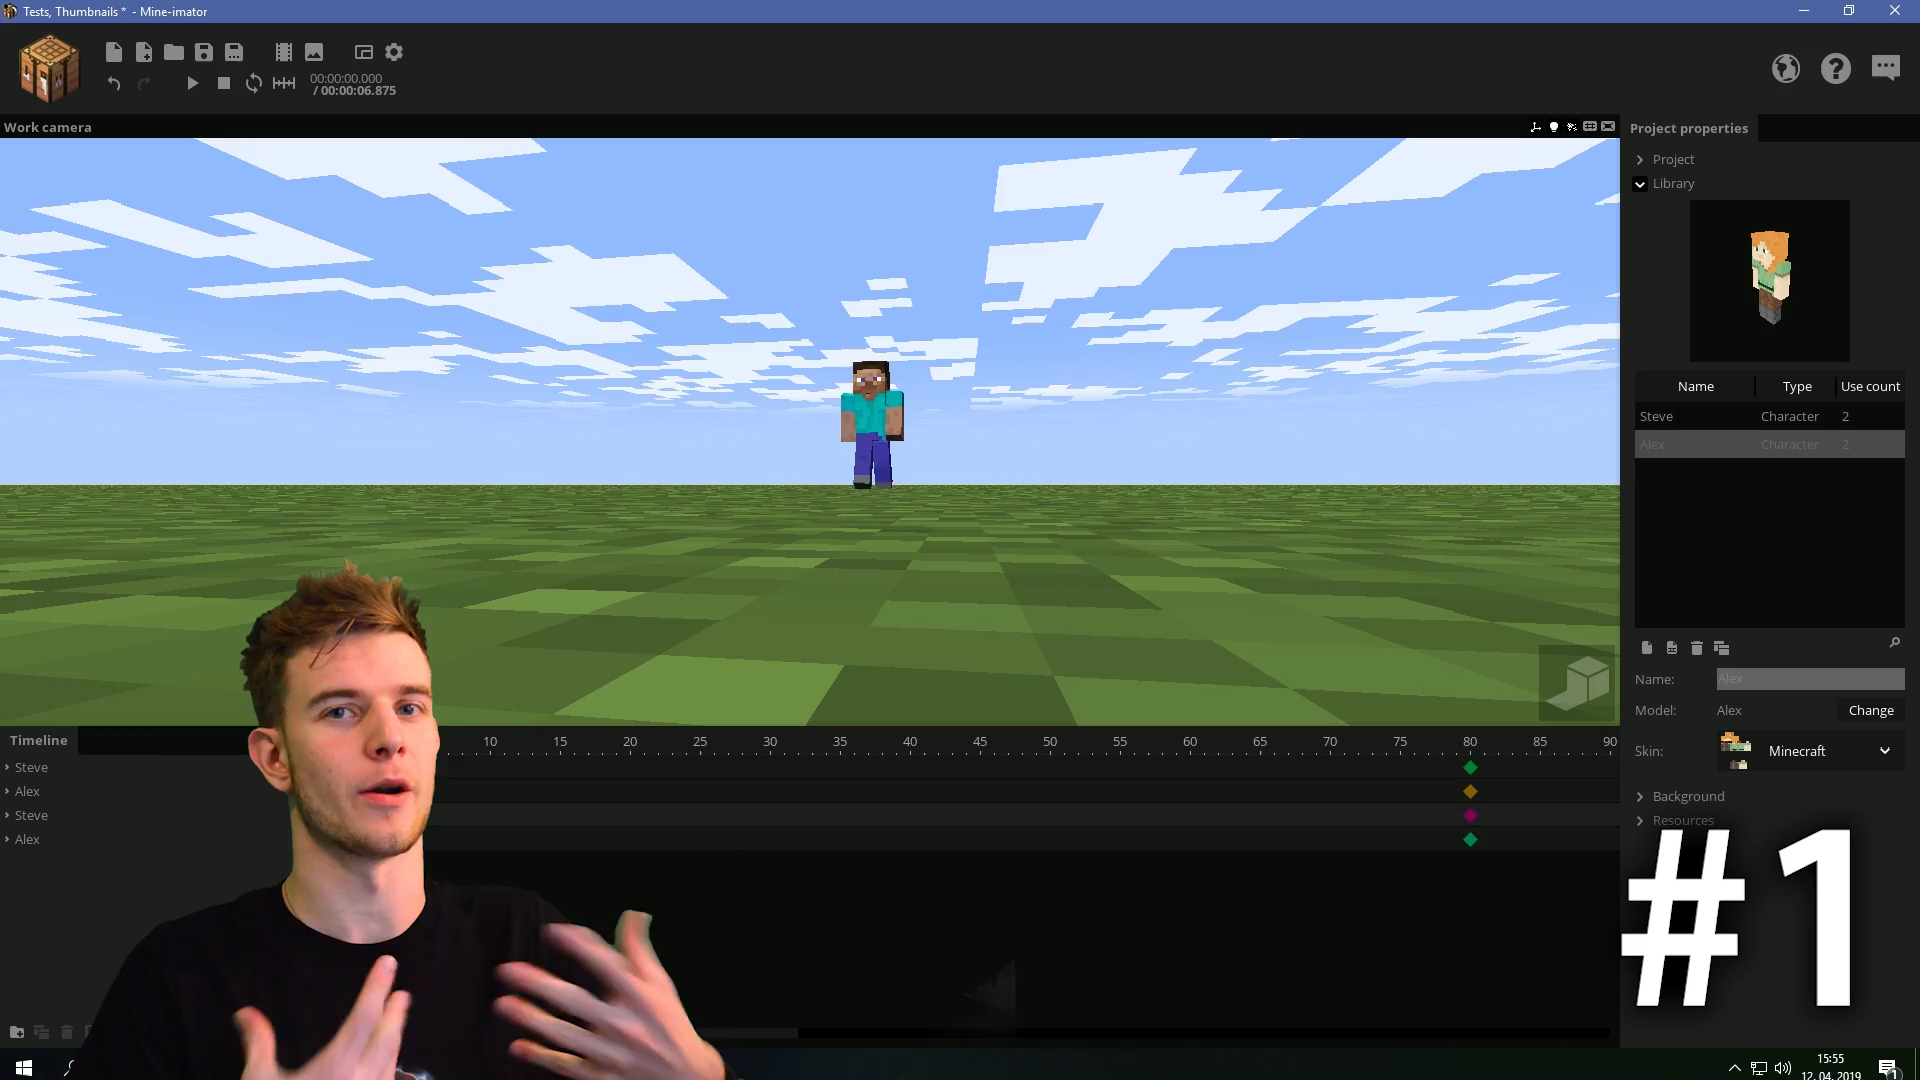 Tests, Thumbnails * - Mine-imator
00:00:00.000
/ 00:00:06.875
Work camera
Project properties
Project
Library
Name Type Use count
Steve Character 2
Alex Character 2
Name: Alex
Model: Alex Change
Skin: Minecraft
Background
Resources
Timeline
10 15 20 25 30 35 40 45 50 55 60 65 70 75 80 85 90
Steve
Alex
Steve
Alex
#1
15:55
12.04.2019
1